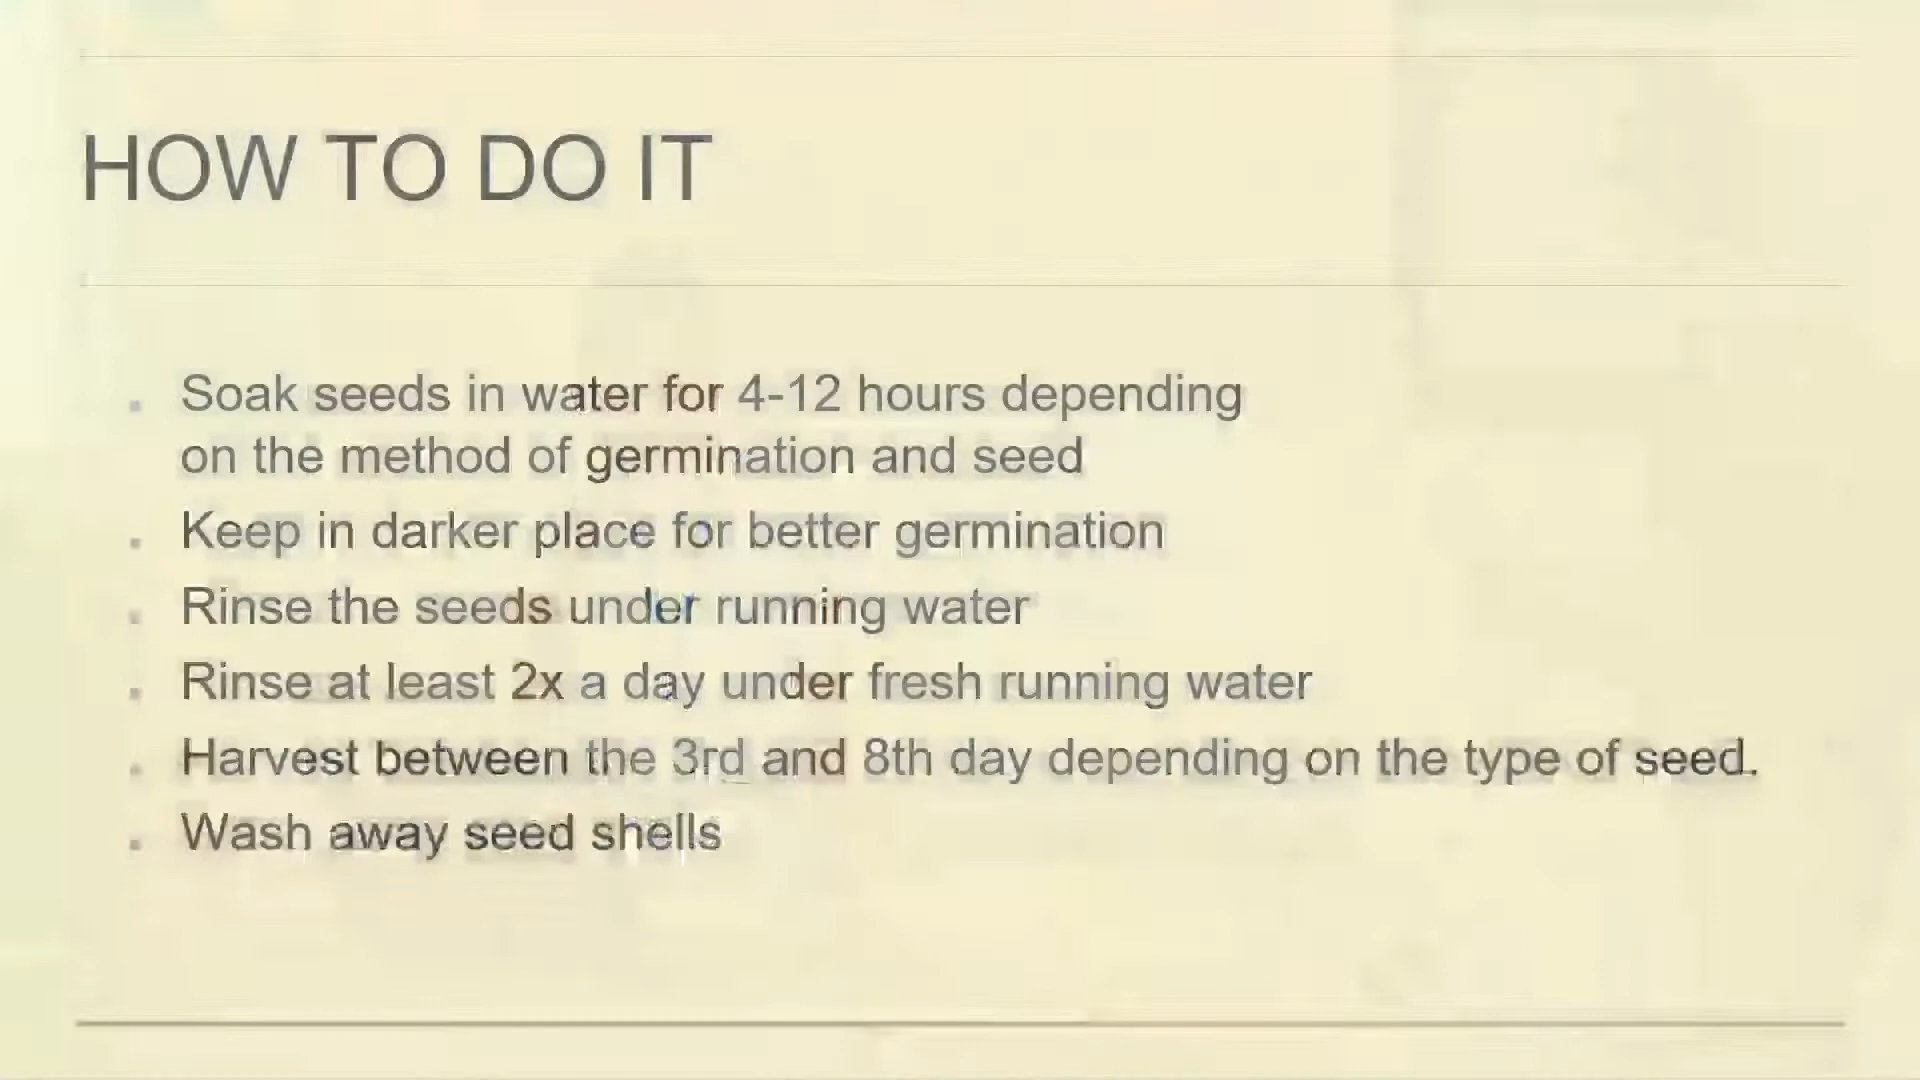 HOW TO DO IT
Soak seeds in water for 4-12 hours depending
on the method of germination and seed
Keep in darker place for better germination
Rinse the seeds under running water
Rinse at least 2x a day under fresh running water
Harvest between the 3rd and 8th day depending on the type of seed.
Wash away seed shells